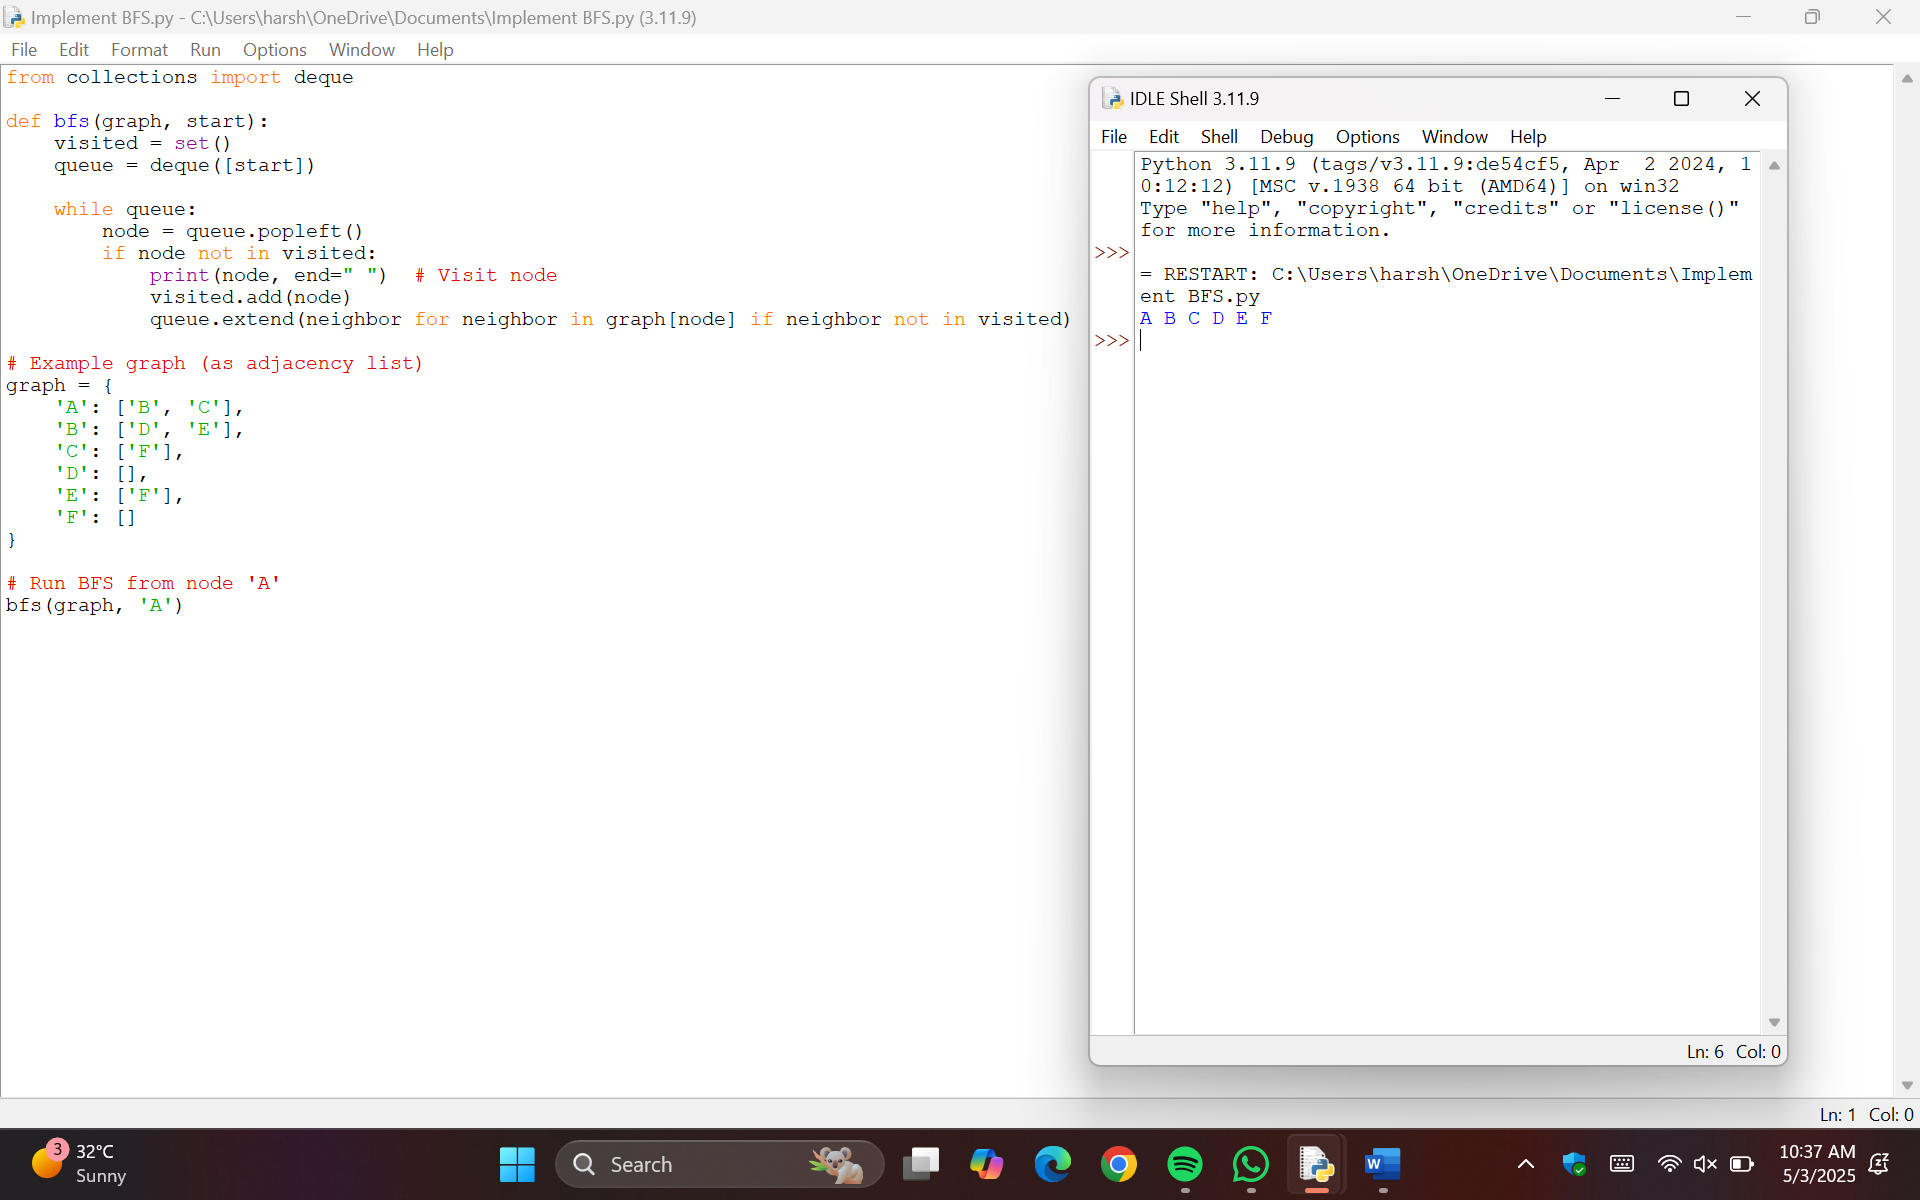 Implement BFS.py - C:\Users\harsh\OneDrive\Documents\Implement BFS.py (3.11.9)
File Edit Format Run Options Window Help
from collections import deque

def bfs(graph, start):
    visited = set()
    queue = deque([start])

    while queue:
        node = queue.popleft()
        if node not in visited:
            print(node, end=" ")  # Visit node
            visited.add(node)
            queue.extend(neighbor for neighbor in graph[node] if neighbor not in visited)

# Example graph (as adjacency list)
graph = {
    'A': ['B', 'C'],
    'B': ['D', 'E'],
    'C': ['F'],
    'D': [],
    'E': ['F'],
    'F': []
}

# Run BFS from node 'A'
bfs(graph, 'A')
IDLE Shell 3.11.9
File Edit Shell Debug Options Window Help
Python 3.11.9 (tags/v3.11.9:de54cf5, Apr  2 2024, 1
0:12:12) [MSC v.1938 64 bit (AMD64)] on win32
Type "help", "copyright", "credits" or "license()"
for more information.
>>>
= RESTART: C:\Users\harsh\OneDrive\Documents\Implem
ent BFS.py
A B C D E F
>>>
Ln: 6 Col: 0
Ln: 1 Col: 0
3
32°C
Sunny
Search
W
10:37 AM
5/3/2025